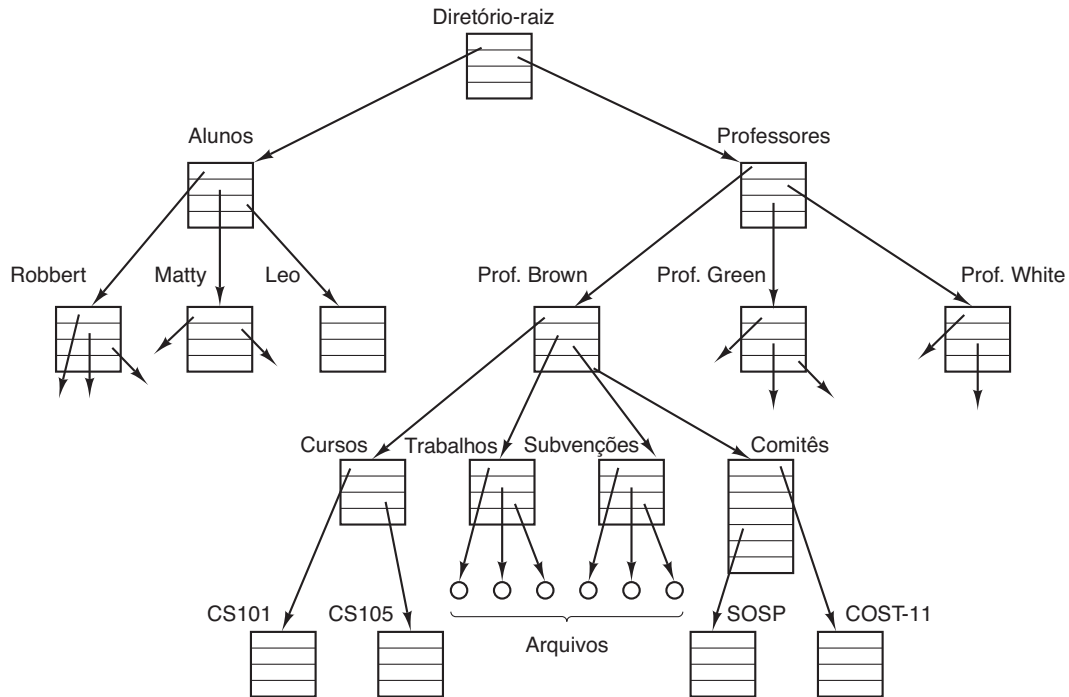 Diretório-raiz
Alunos
Professores
Robbert
Matty
Leo
Prof. Brown
Prof. Green
Prof. White
Cursos
Trabalhos
Subvenções
Comitês
CS101
CS105
Arquivos
SOSP
COST-11